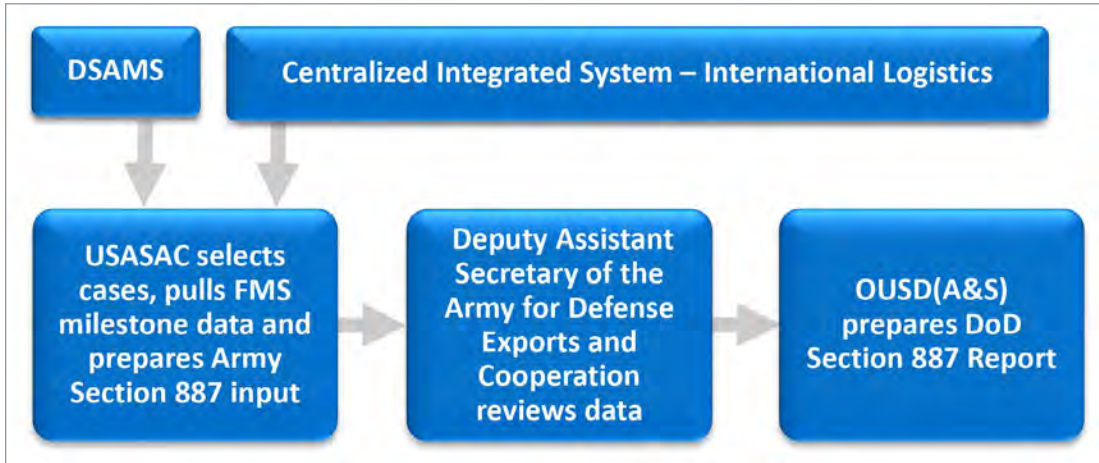 DSAMS
Centralized Integrated System – International Logistics
USASAC selects
cases, pulls FMS
milestone data and
prepares Army
Section 887 input
Deputy Assistant
Secretary of the
Army for Defense
Exports and
Cooperation
reviews data
OUSD(A&S)
prepares DoD
Section 887 Report